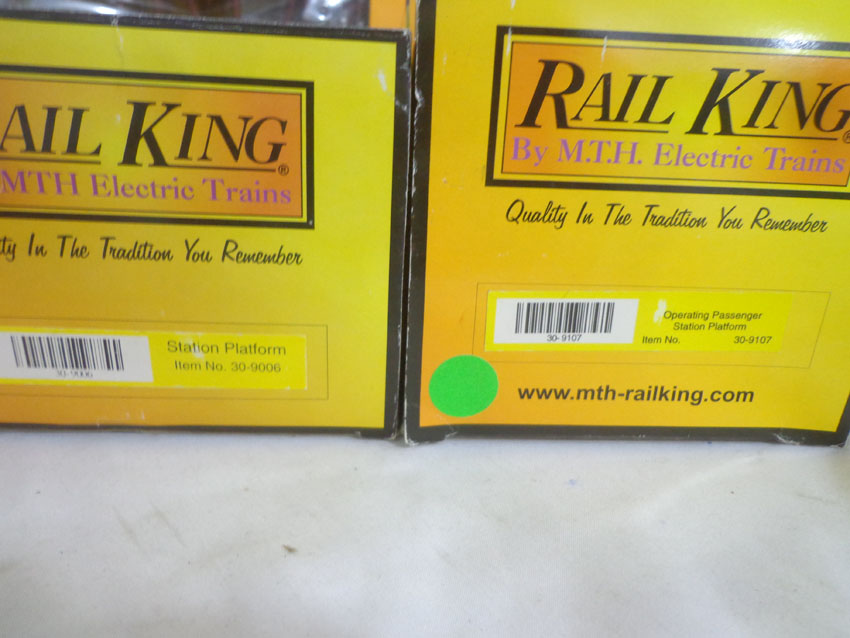 AIL KING®
MTH Electric Trains
ty In The Tradition You Remember
Station Platform
Item No. 30-9006
30-9006
RAIL KING®
By M.T.H. Electric Trains
Quality In The Tradition You Remember
Operating Passenger
Station Platform
Item No. 30-9107
30-9107
www.mth-railking.com